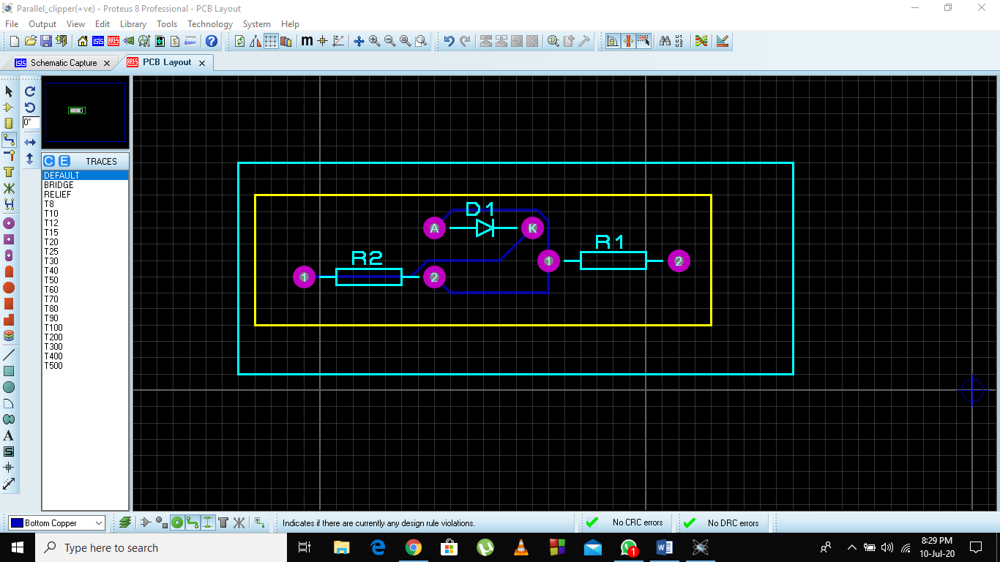 Parallel_clipper(+ve) - Proteus 8 Professional - PCB Layout
File Output View Edit Library Tools Technology System Help
Schematic Capture
PCB Layout
0°
C E TRACES
DEFAULT
BRIDGE
RELIEF
T8
T10
T12
T15
T20
T25
T30
T40
T50
T60
T70
T80
T90
T100
T200
T300
T400
T500
D1
A K
R1
R2
1 2
1 2
Bottom Copper
Indicates if there are currently any design rule violations.
No CRC errors
No DRC errors
Type here to search
1
8:29 PM
10-Jul-20